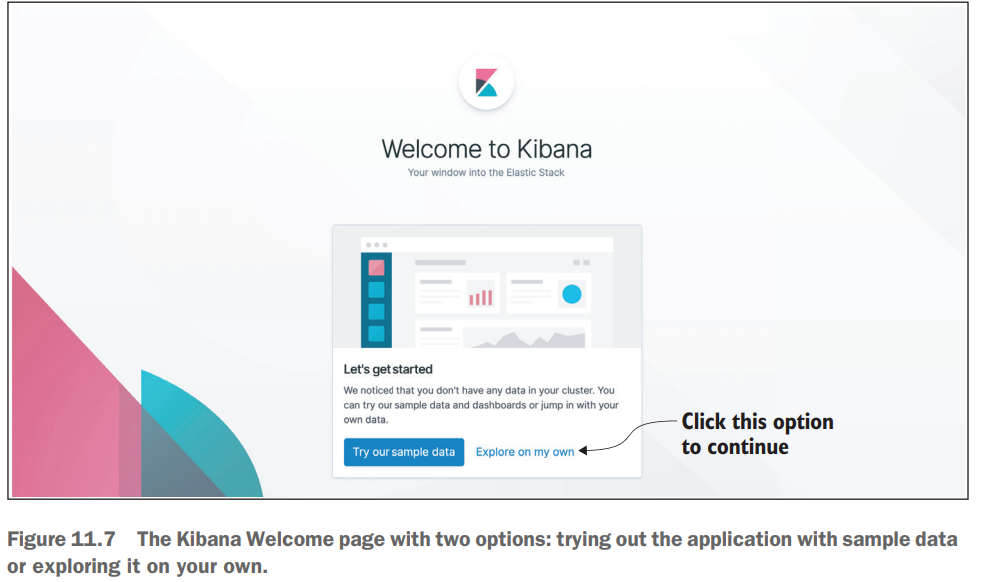 Welcome to Kibana
Your window into the Elastic Stack
Let's get started
We noticed that you don't have any data in your cluster. You
can try our sample data and dashboards or jump in with your
own data.
Try our sample data
Explore on my own
Click this option
to continue
Figure 11.7 The Kibana Welcome page with two options: trying out the application with sample data
or exploring it on your own.